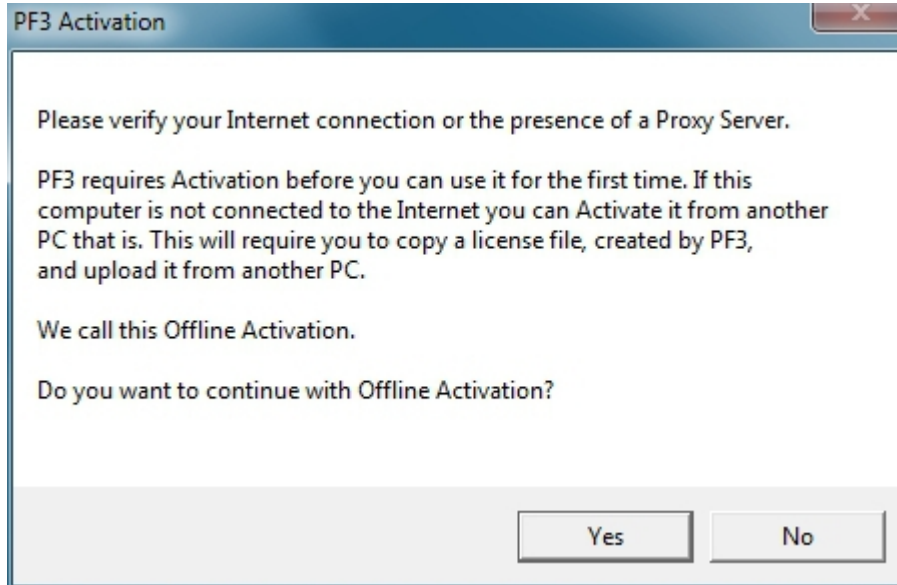 PF3 Activation
Please verify your Internet connection or the presence of a Proxy Server.
PF3 requires Activation before you can use it for the first time. If this
computer is not connected to the Internet you can Activate it from another
PC that is. This will require you to copy a license file, created by PF3,
and upload it from another PC.
We call this Offline Activation.
Do you want to continue with Offline Activation?
Yes No